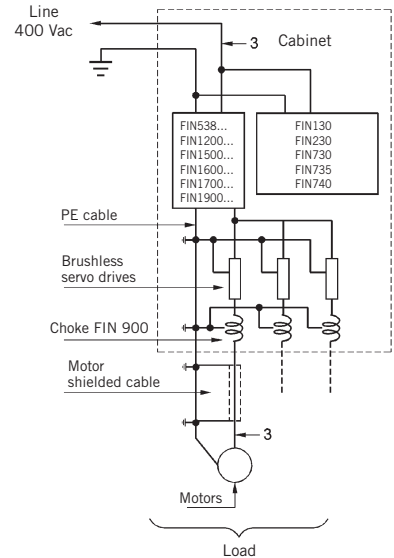 Line
400 Vac
3
Cabinet
FIN538...
FIN1200...
FIN1500...
FIN1600...
FIN1700...
FIN1900...
FIN130
FIN230
FIN730
FIN735
FIN740
PE cable
Brushless
servo drives
Choke FIN 900
Motor
shielded cable
3
Motors
Load